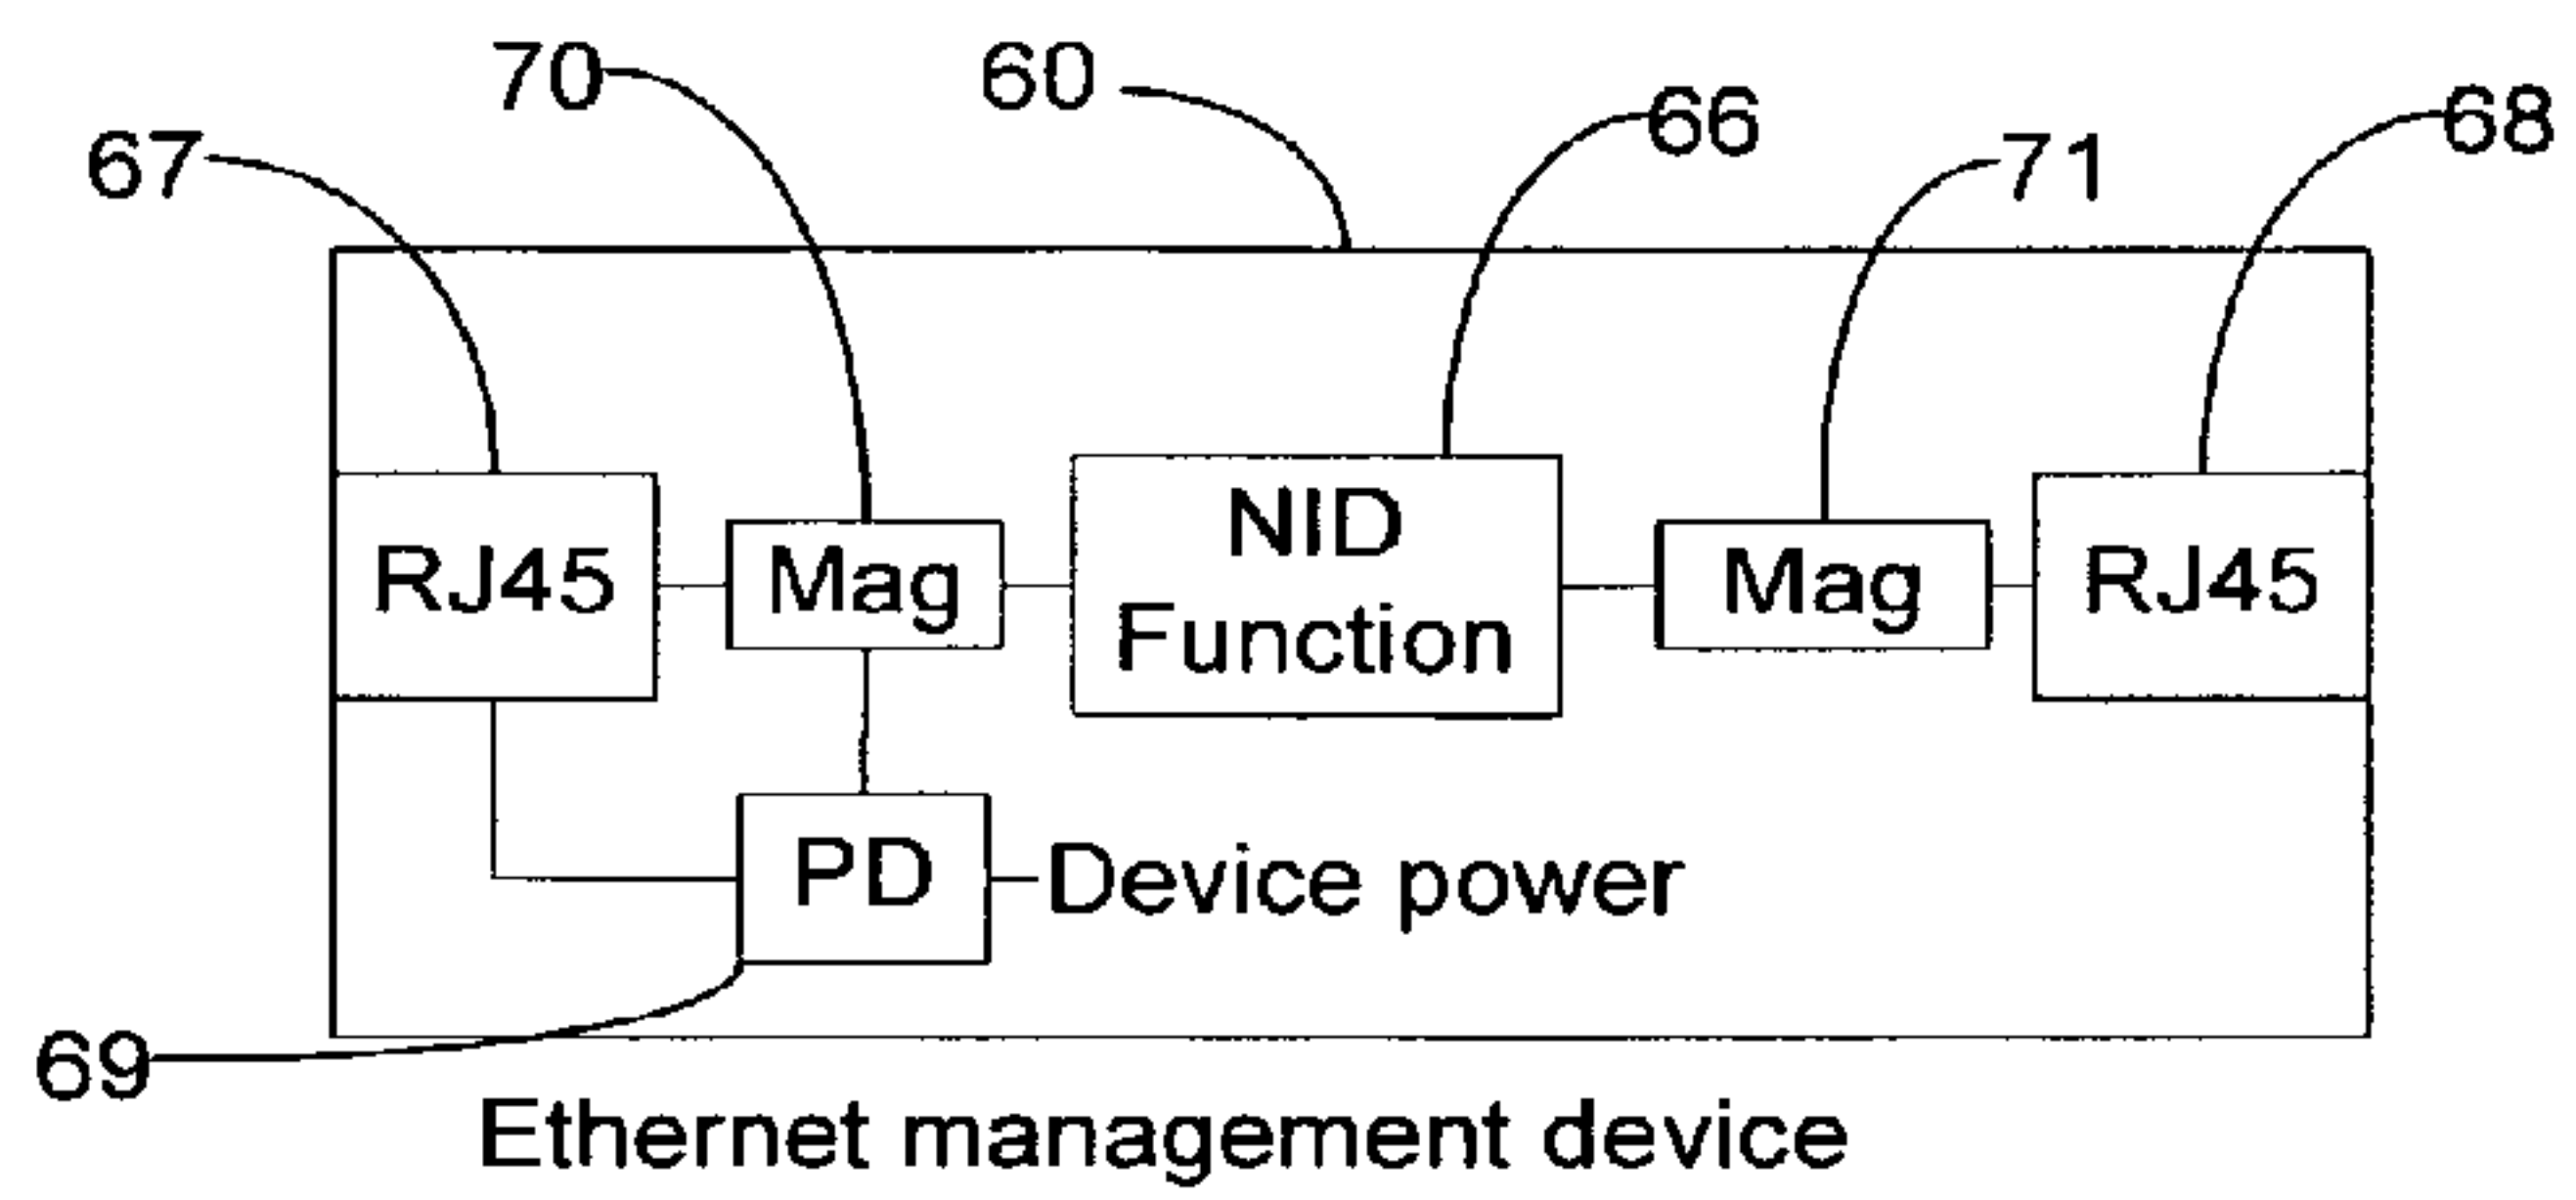 70
60
66
68
67
71
RJ45
Mag
NID
Function
Mag
RJ45
PD
Device power
69
Ethernet management device